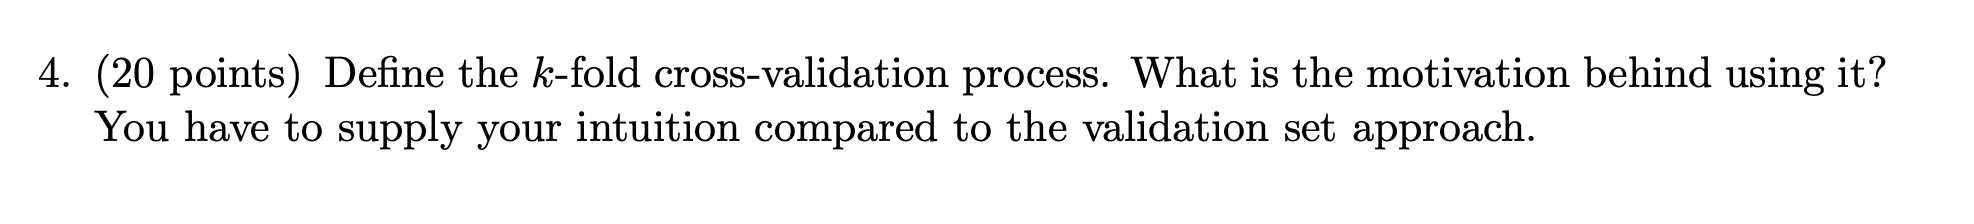 4. (20 points) Define the k-fold cross-validation process. What is the motivation behind using it?
You have to supply your intuition compared to the validation set approach.